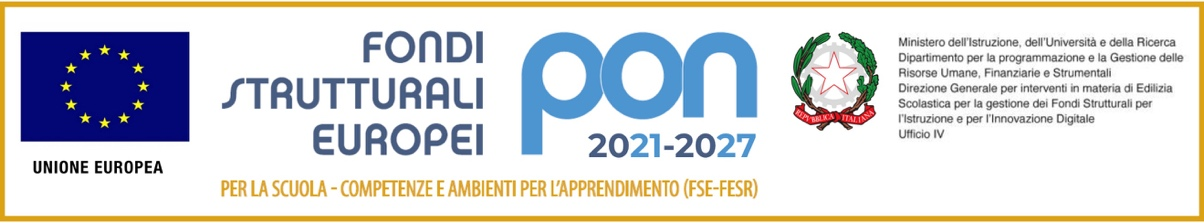 UNIONE EUROPEA
FONDI
STRUTTURALI
EUROPEI
pon
2021-2027
PER LA SCUOLA - COMPETENZE E AMBIENTI PER L'APPRENDIMENTO (FSE-FESR)
REPVBBLICA ITALIANA
Ministero dell'Istruzione, dell'Università e della Ricerca
Dipartimento per la programmazione e la Gestione delle
Risorse Umane, Finanziarie e Strumentali
Direzione Generale per interventi in materia di Edilizia
Scolastica per la gestione dei Fondi Strutturali per
l'Istruzione e per l'Innovazione Digitale
Ufficio IV